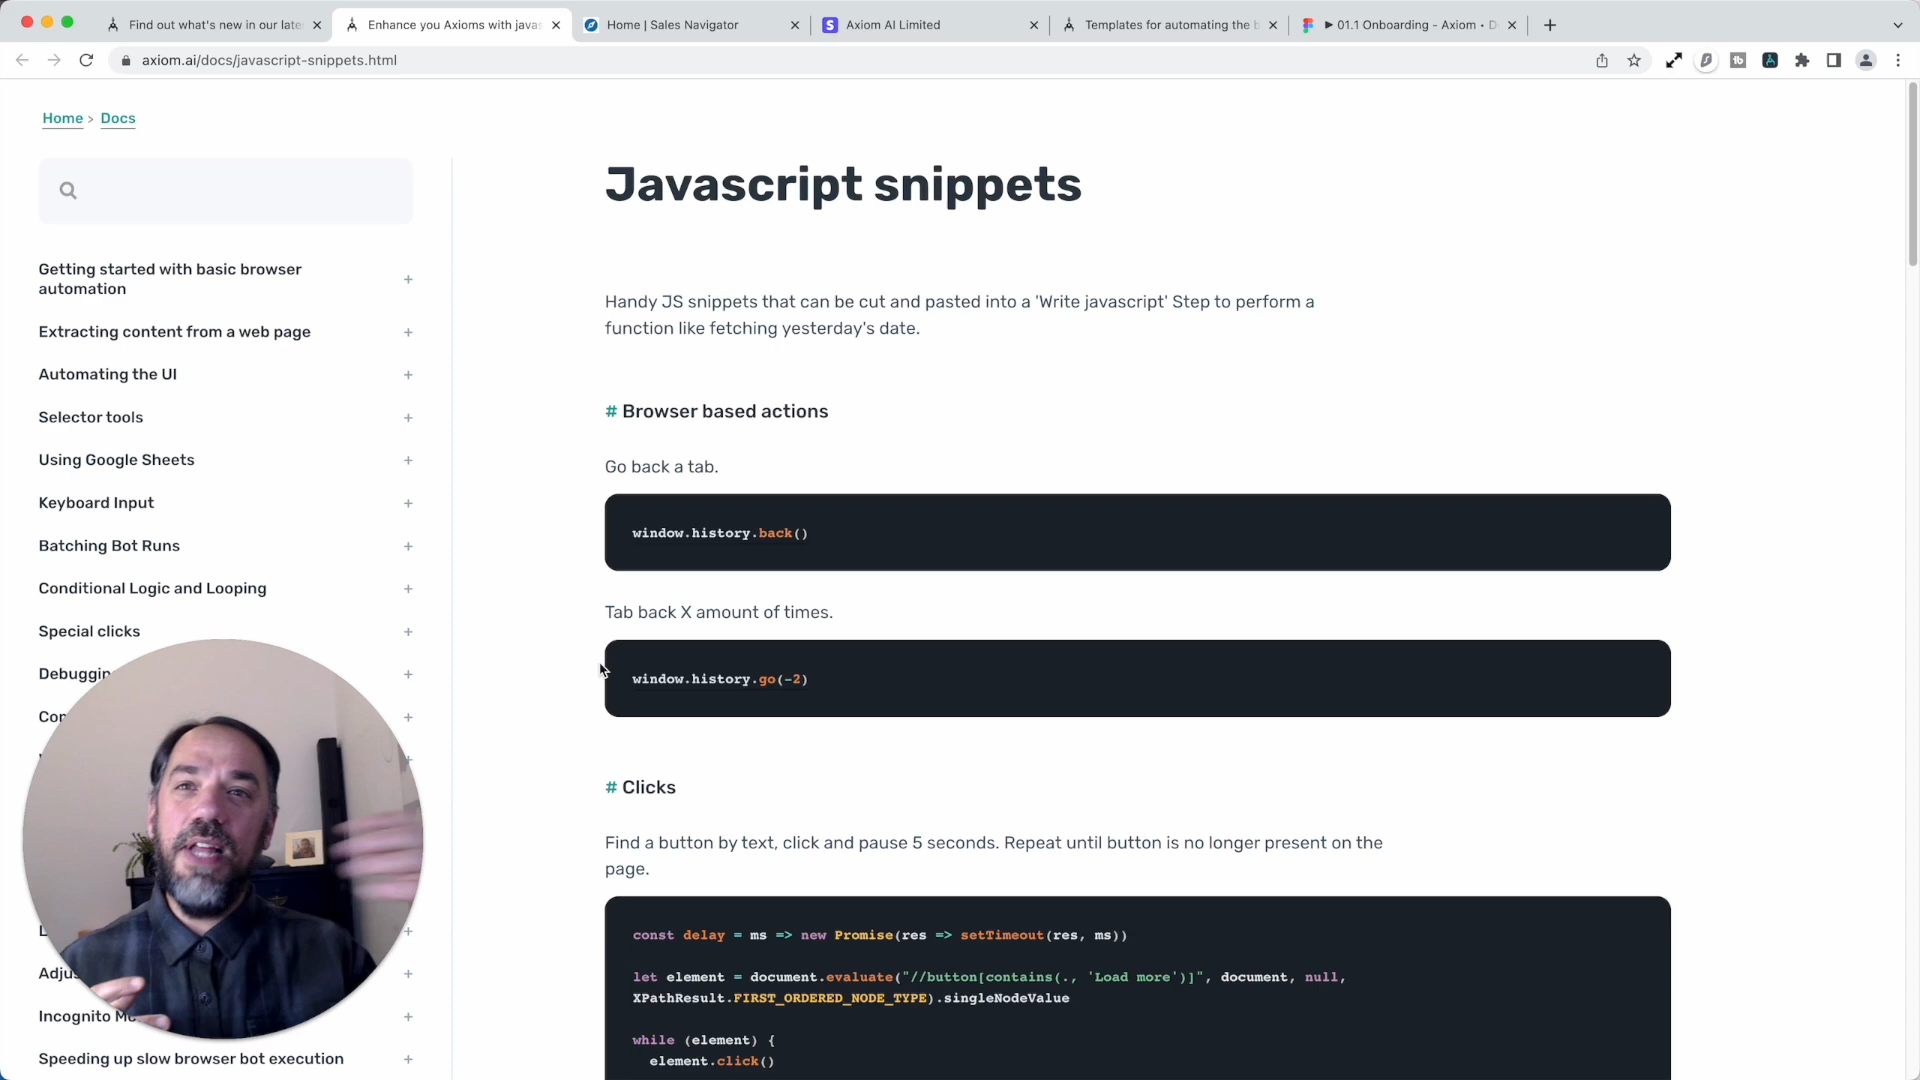 Find out what's new in our late
Enhance you Axioms with javas
Home | Sales Navigator
Axiom AI Limited
Templates for automating the b
01.1 Onboarding - Axiom • D
axiom.ai/docs/javascript-snippets.html
Home > Docs
Getting started with basic browser
automation
Extracting content from a web page
Automating the UI
Selector tools
Using Google Sheets
Keyboard Input
Batching Bot Runs
Conditional Logic and Looping
Special clicks
Debugging
Adjus
Incognito Mo
Speeding up slow browser bot execution
Javascript snippets
Handy JS snippets that can be cut and pasted into a 'Write javascript' Step to perform a
function like fetching yesterday's date.
# Browser based actions
Go back a tab.
window.history.back()
Tab back X amount of times.
window.history.go(-2)
# Clicks
Find a button by text, click and pause 5 seconds. Repeat until button is no longer present on the
page.
const delay = ms => new Promise(res => setTimeout(res, ms))
let element = document.evaluate("//button[contains(., 'Load more')]", document, null,
XPathResult.FIRST_ORDERED_NODE_TYPE).singleNodeValue
while (element) {
element.click()